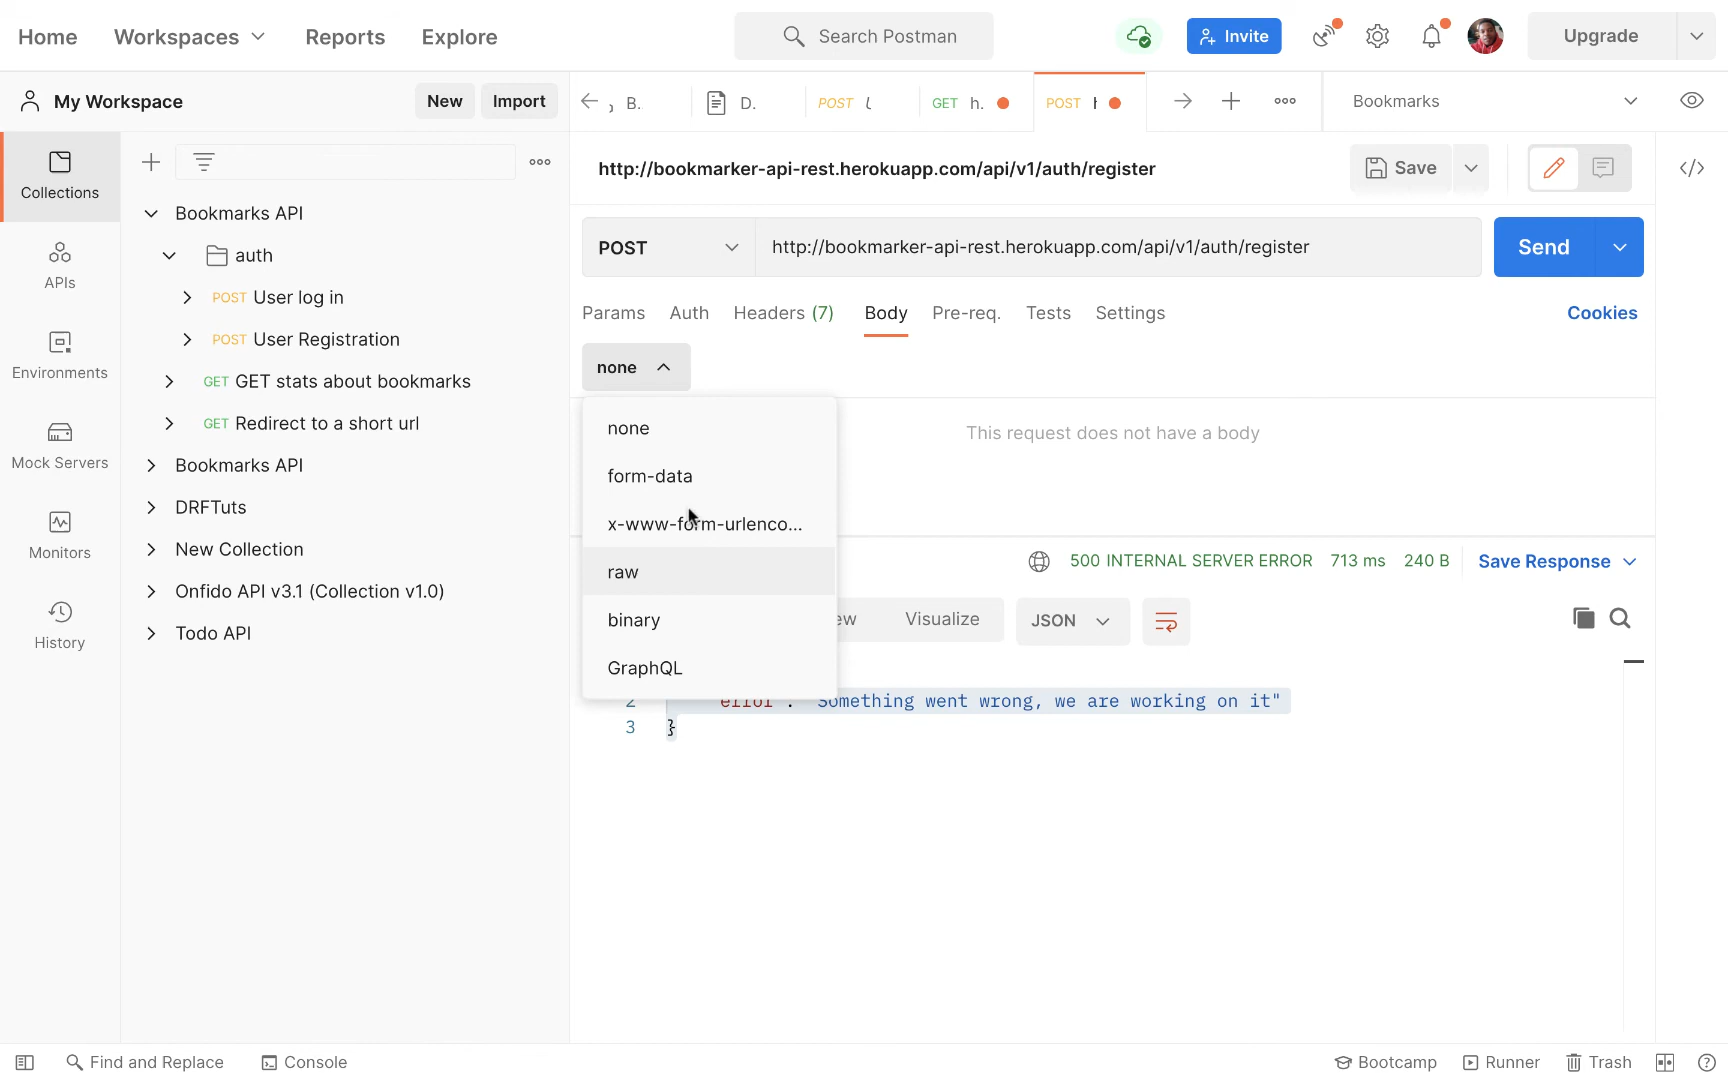 Home
Workspaces
Reports
Explore
Search Postman
Invite
Upgrade
My Workspace
New
Import
B.
D.
POST
GET h.
POST
Bookmarks
Collections
APIs
Environments
Mock Servers
Monitors
History
Bookmarks API
auth
POST User log in
POST User Registration
GET GET stats about bookmarks
GET Redirect to a short url
Bookmarks API
DRFTuts
New Collection
Onfido API v3.1 (Collection v1.0)
Todo API
http://bookmarker-api-rest.herokuapp.com/api/v1/auth/register
Save
POST
http://bookmarker-api-rest.herokuapp.com/api/v1/auth/register
Send
Params
Auth
Headers (7)
Body
Pre-req.
Tests
Settings
Cookies
none
none
form-data
x-www-form-urlenco...
raw
binary
GraphQL
This request does not have a body
500 INTERNAL SERVER ERROR
713 ms
240 B
Save Response
Visualize
JSON
2 error : "Something went wrong, we are working on it"
3 }
Find and Replace
Console
Bootcamp
Runner
Trash